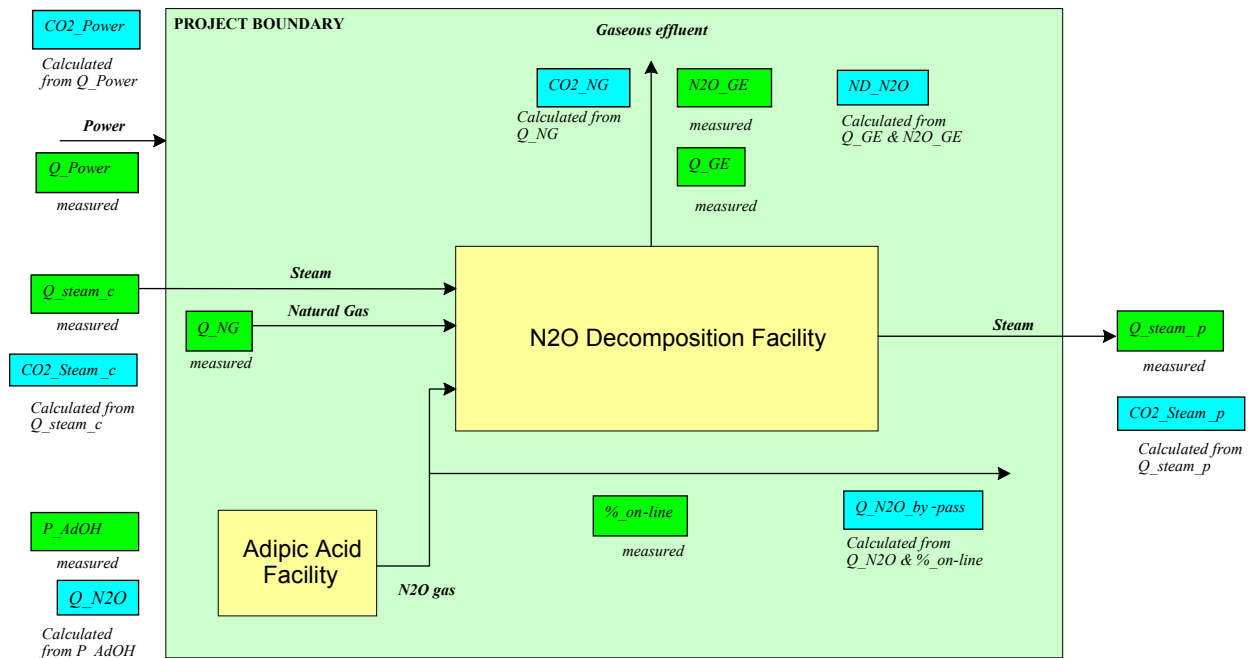 CO2_Power
Calculated
from Q_Power
Power
Q_Power
measured
Q_steam_c
measured
CO2_Steam_c
Calculated from
Q_steam_c
P_AdOH
measured
Q_N2O
Calculated
from P_AdOH
PROJECT BOUNDARY
Gaseous effluent
CO2_NG
Calculated from
Q_NG
N2O_GE
measured
Q_GE
measured
ND_N2O
Calculated from
Q_GE & N2O_GE
Steam
Natural Gas
Q_NG
measured
N2O Decomposition Facility
Steam
Adipic Acid
Facility
N2O gas
%_on-line
measured
Q_N2O_by-pass
Calculated from
Q_N2O & %_on-line
Q_steam_p
measured
CO2_Steam_p
Calculated from
Q_steam_p